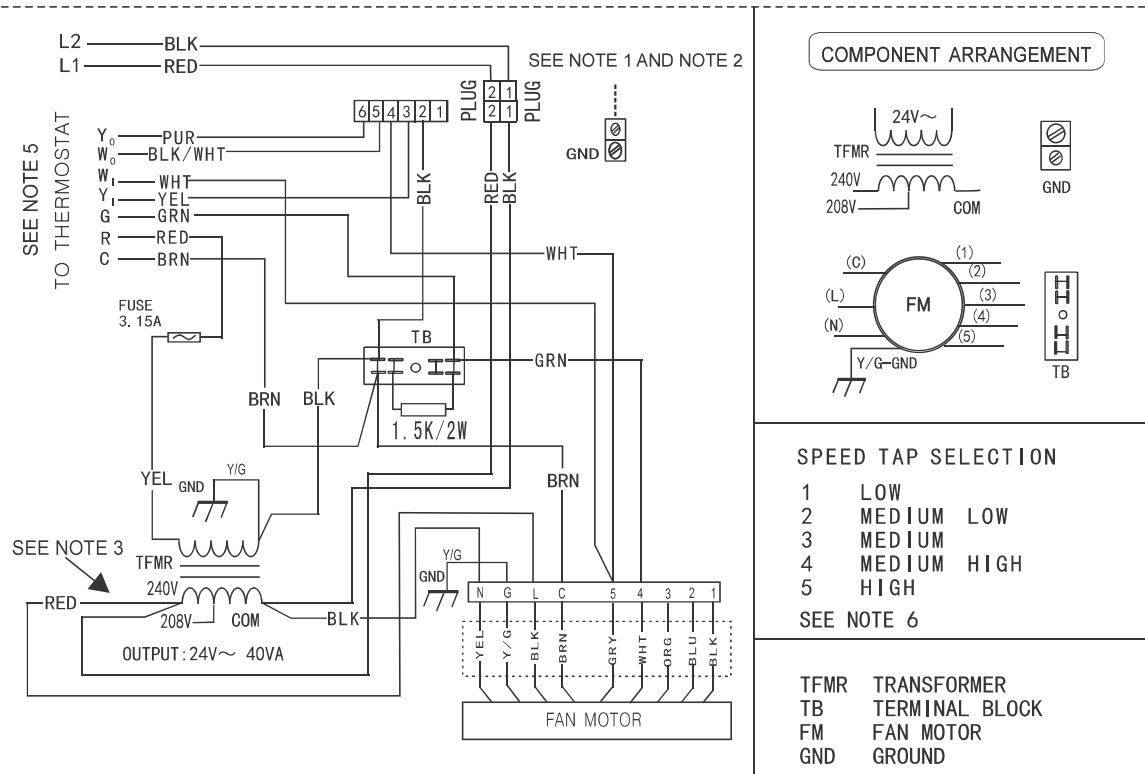 L2 BLK
L1 RED
SEE NOTE 1 AND NOTE 2
PLUG
2 1
2 1
PLUG
6 5 4 3 2 1
GND
SEE NOTE 5
TO THERMOSTAT
Y0 PUR
W0 BLK/WHT
W1 WHT
Y1 YEL
G GRN
R RED
C BRN
BLK
RED
BLK
WHT
FUSE
3.15A
TB
GRN
BRN
BLK
1.5K/2W
BRN
YEL
GND
Y/G
SEE NOTE 3
TFMR
240V
RED
208V
COM
BLK
OUTPUT:24V~ 40VA
Y/G
GND
N G L C 5 4 3 2 1
YEL
Y/G
BLK
BRN
GRY
WHT
ORG
BLU
BLK
FAN MOTOR
COMPONENT ARRANGEMENT
24V~
TFMR
240V
208V
COM
GND
(C)
(L)
(N)
FM
(1)
(2)
(3)
(4)
(5)
Y/G-GND
TB
SPEED TAP SELECTION
1 LOW
2 MEDIUM LOW
3 MEDIUM
4 MEDIUM HIGH
5 HIGH
SEE NOTE 6
TFMR TRANSFORMER
TB TERMINAL BLOCK
FM FAN MOTOR
GND GROUND